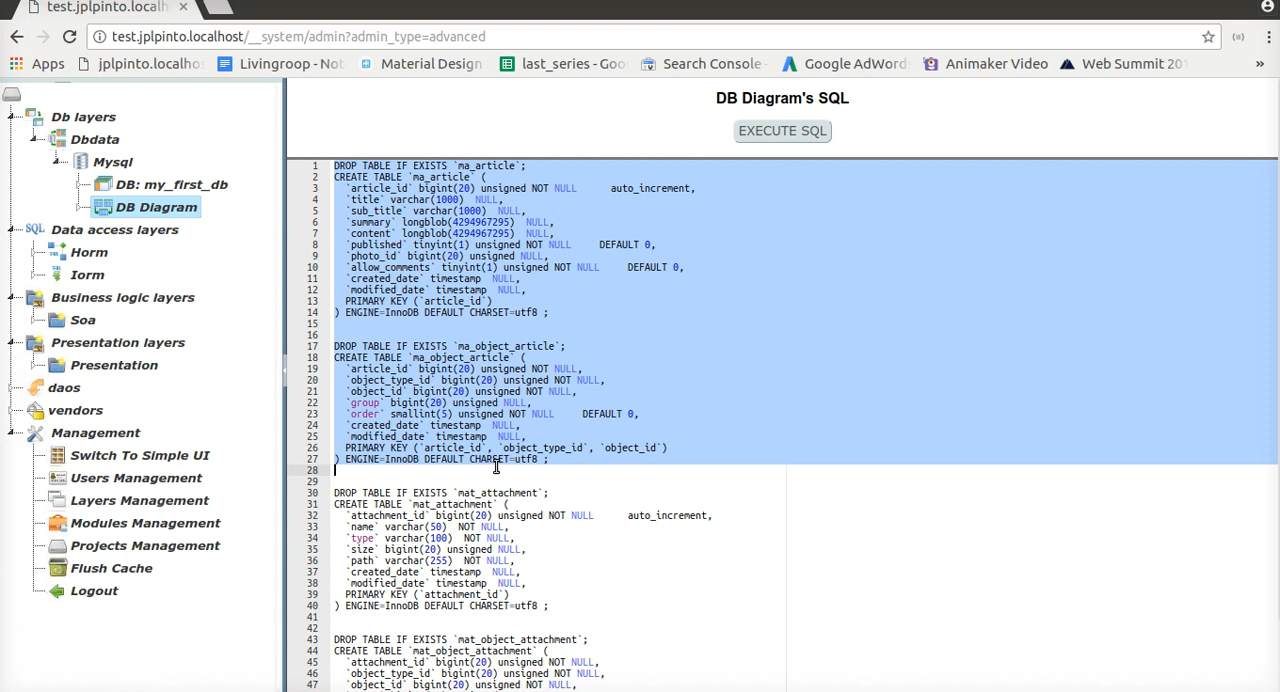 test.jplpinto.localh
test.jplpinto.localhost/__system/admin?admin_type=advanced
Apps jplpinto.localho Livingroop - Not Material Design last_series - Goo Search Console Google AdWord Animaker Video Web Summit 201 »
Db layers
Dbdata
Mysql
DB: my_first_db
DB Diagram
SQL Data access layers
Horm
Iorm
Business logic layers
Soa
Presentation layers
Presentation
daos
vendors
Management
Switch To Simple UI
Users Management
Layers Management
Modules Management
Projects Management
Flush Cache
Logout
DB Diagram's SQL
EXECUTE SQL
1 DROP TABLE IF EXISTS `ma_article`;
2 CREATE TABLE `ma_article` (
3 `article_id` bigint(20) unsigned NOT NULL auto_increment,
4 `title` varchar(1000) NULL,
5 `sub_title` varchar(1000) NULL,
6 `summary` longblob(4294967295) NULL,
7 `content` longblob(4294967295) NULL,
8 `published` tinyint(1) unsigned NOT NULL DEFAULT 0,
9 `photo_id` bigint(20) unsigned NULL,
10 `allow_comments` tinyint(1) unsigned NOT NULL DEFAULT 0,
11 `created_date` timestamp NULL,
12 `modified_date` timestamp NULL,
13 PRIMARY KEY (`article_id`)
14 ) ENGINE=InnoDB DEFAULT CHARSET=utf8 ;
15
16
17 DROP TABLE IF EXISTS `ma_object_article`;
18 CREATE TABLE `ma_object_article` (
19 `article_id` bigint(20) unsigned NOT NULL,
20 `object_type_id` bigint(20) unsigned NOT NULL,
21 `object_id` bigint(20) unsigned NOT NULL,
22 `group` bigint(20) unsigned NULL,
23 `order` smallint(5) unsigned NOT NULL DEFAULT 0,
24 `created_date` timestamp NULL,
25 `modified_date` timestamp NULL,
26 PRIMARY KEY (`article_id`, `object_type_id`, `object_id`)
27 ) ENGINE=InnoDB DEFAULT CHARSET=utf8 ;
28
29
30 DROP TABLE IF EXISTS `mat_attachment`;
31 CREATE TABLE `mat_attachment` (
32 `attachment_id` bigint(20) unsigned NOT NULL auto_increment,
33 `name` varchar(50) NOT NULL,
34 `type` varchar(100) NOT NULL,
35 `size` bigint(20) unsigned NULL,
36 `path` varchar(255) NOT NULL,
37 `created_date` timestamp NULL,
38 `modified_date` timestamp NULL,
39 PRIMARY KEY (`attachment_id`)
40 ) ENGINE=InnoDB DEFAULT CHARSET=utf8 ;
41
42
43 DROP TABLE IF EXISTS `mat_object_attachment`;
44 CREATE TABLE `mat_object_attachment` (
45 `attachment_id` bigint(20) unsigned NOT NULL,
46 `object_type_id` bigint(20) unsigned NOT NULL,
47 `object_id` bigint(20) unsigned NOT NULL,